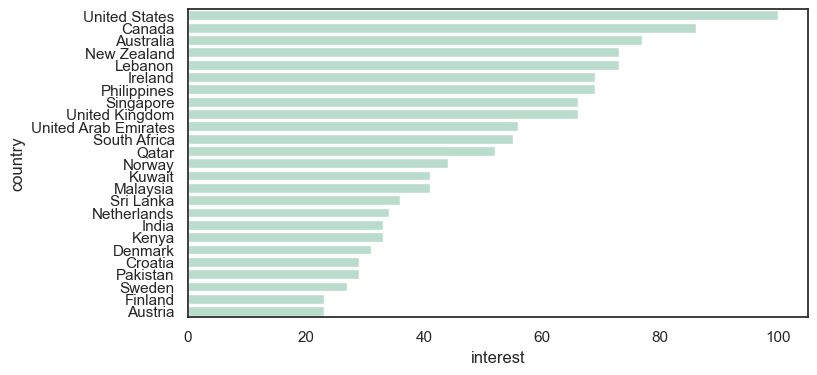 United States
Canada
Australia
New Zealand
Lebanon
Ireland
Philippines
Singapore
United Kingdom
United Arab Emirates
South Africa
Qatar
Norway
Kuwait
Malaysia
Sri Lanka
Netherlands
India
Kenya
Denmark
Croatia
Pakistan
Sweden
Finland
Austria
country
0 20 40 60 80 100
interest